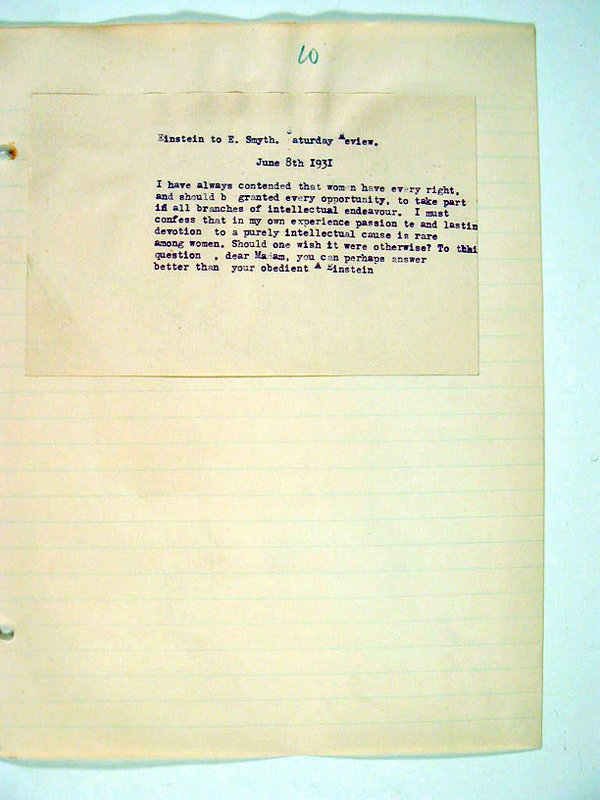 10
Einstein to E. Smyth. Saturday Review.
June 8th 1931
I have always contended that women have every right,
and should b granted every opportunity, to take part
in all branches of intellectual endeavour. I must
confess that in my own experience passion te and lastin
devotion to a purely intellectual cause is rare
among women. Should one wish it were otherwise? To thi
question , dear Madam, you can perhaps answer
better than your obedient A Einstein